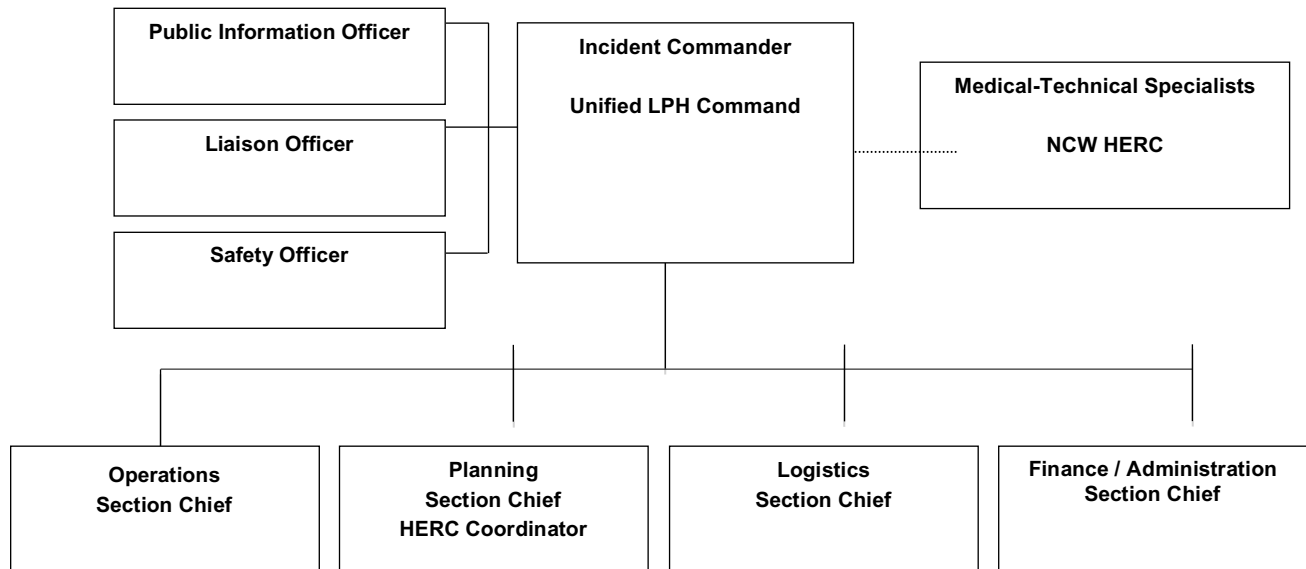 Public Information Officer
Liaison Officer
Safety Officer
Incident Commander
Unified LPH Command
Medical-Technical Specialists
NCW HERC
Operations
Section Chief
Planning
Section Chief
HERC Coordinator
Logistics
Section Chief
Finance / Administration
Section Chief